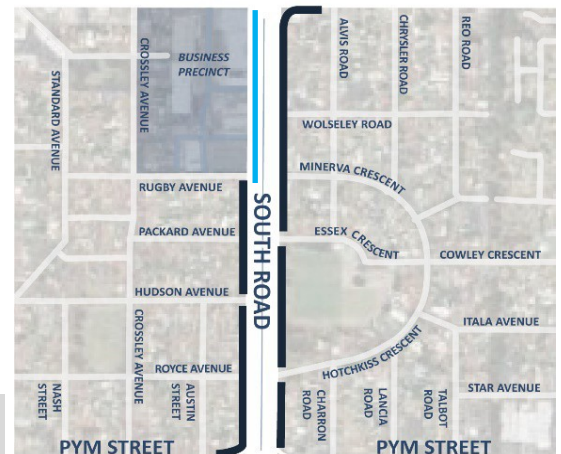 ALVIS ROAD
CHRYSLER ROAD
REO ROAD
CROSSLEY AVENUE
BUSINESS
PRECINCT
STANDARD AVENUE
WOLSELEY ROAD
MINERVA CRESCENT
RUGBY AVENUE
SOUTH ROAD
PACKARD AVENUE
ESSEX CRESCENT
COWLEY CRESCENT
HUDSON AVENUE
CROSSLEY AVENUE
ITALA AVENUE
HOTCHKISS CRESCENT
ROYCE AVENUE
NASH
STREET
AUSTIN
STREET
CHARRON
ROAD
LANCIA
ROAD
TALBOT
ROAD
STAR AVENUE
PYM STREET
PYM STREET